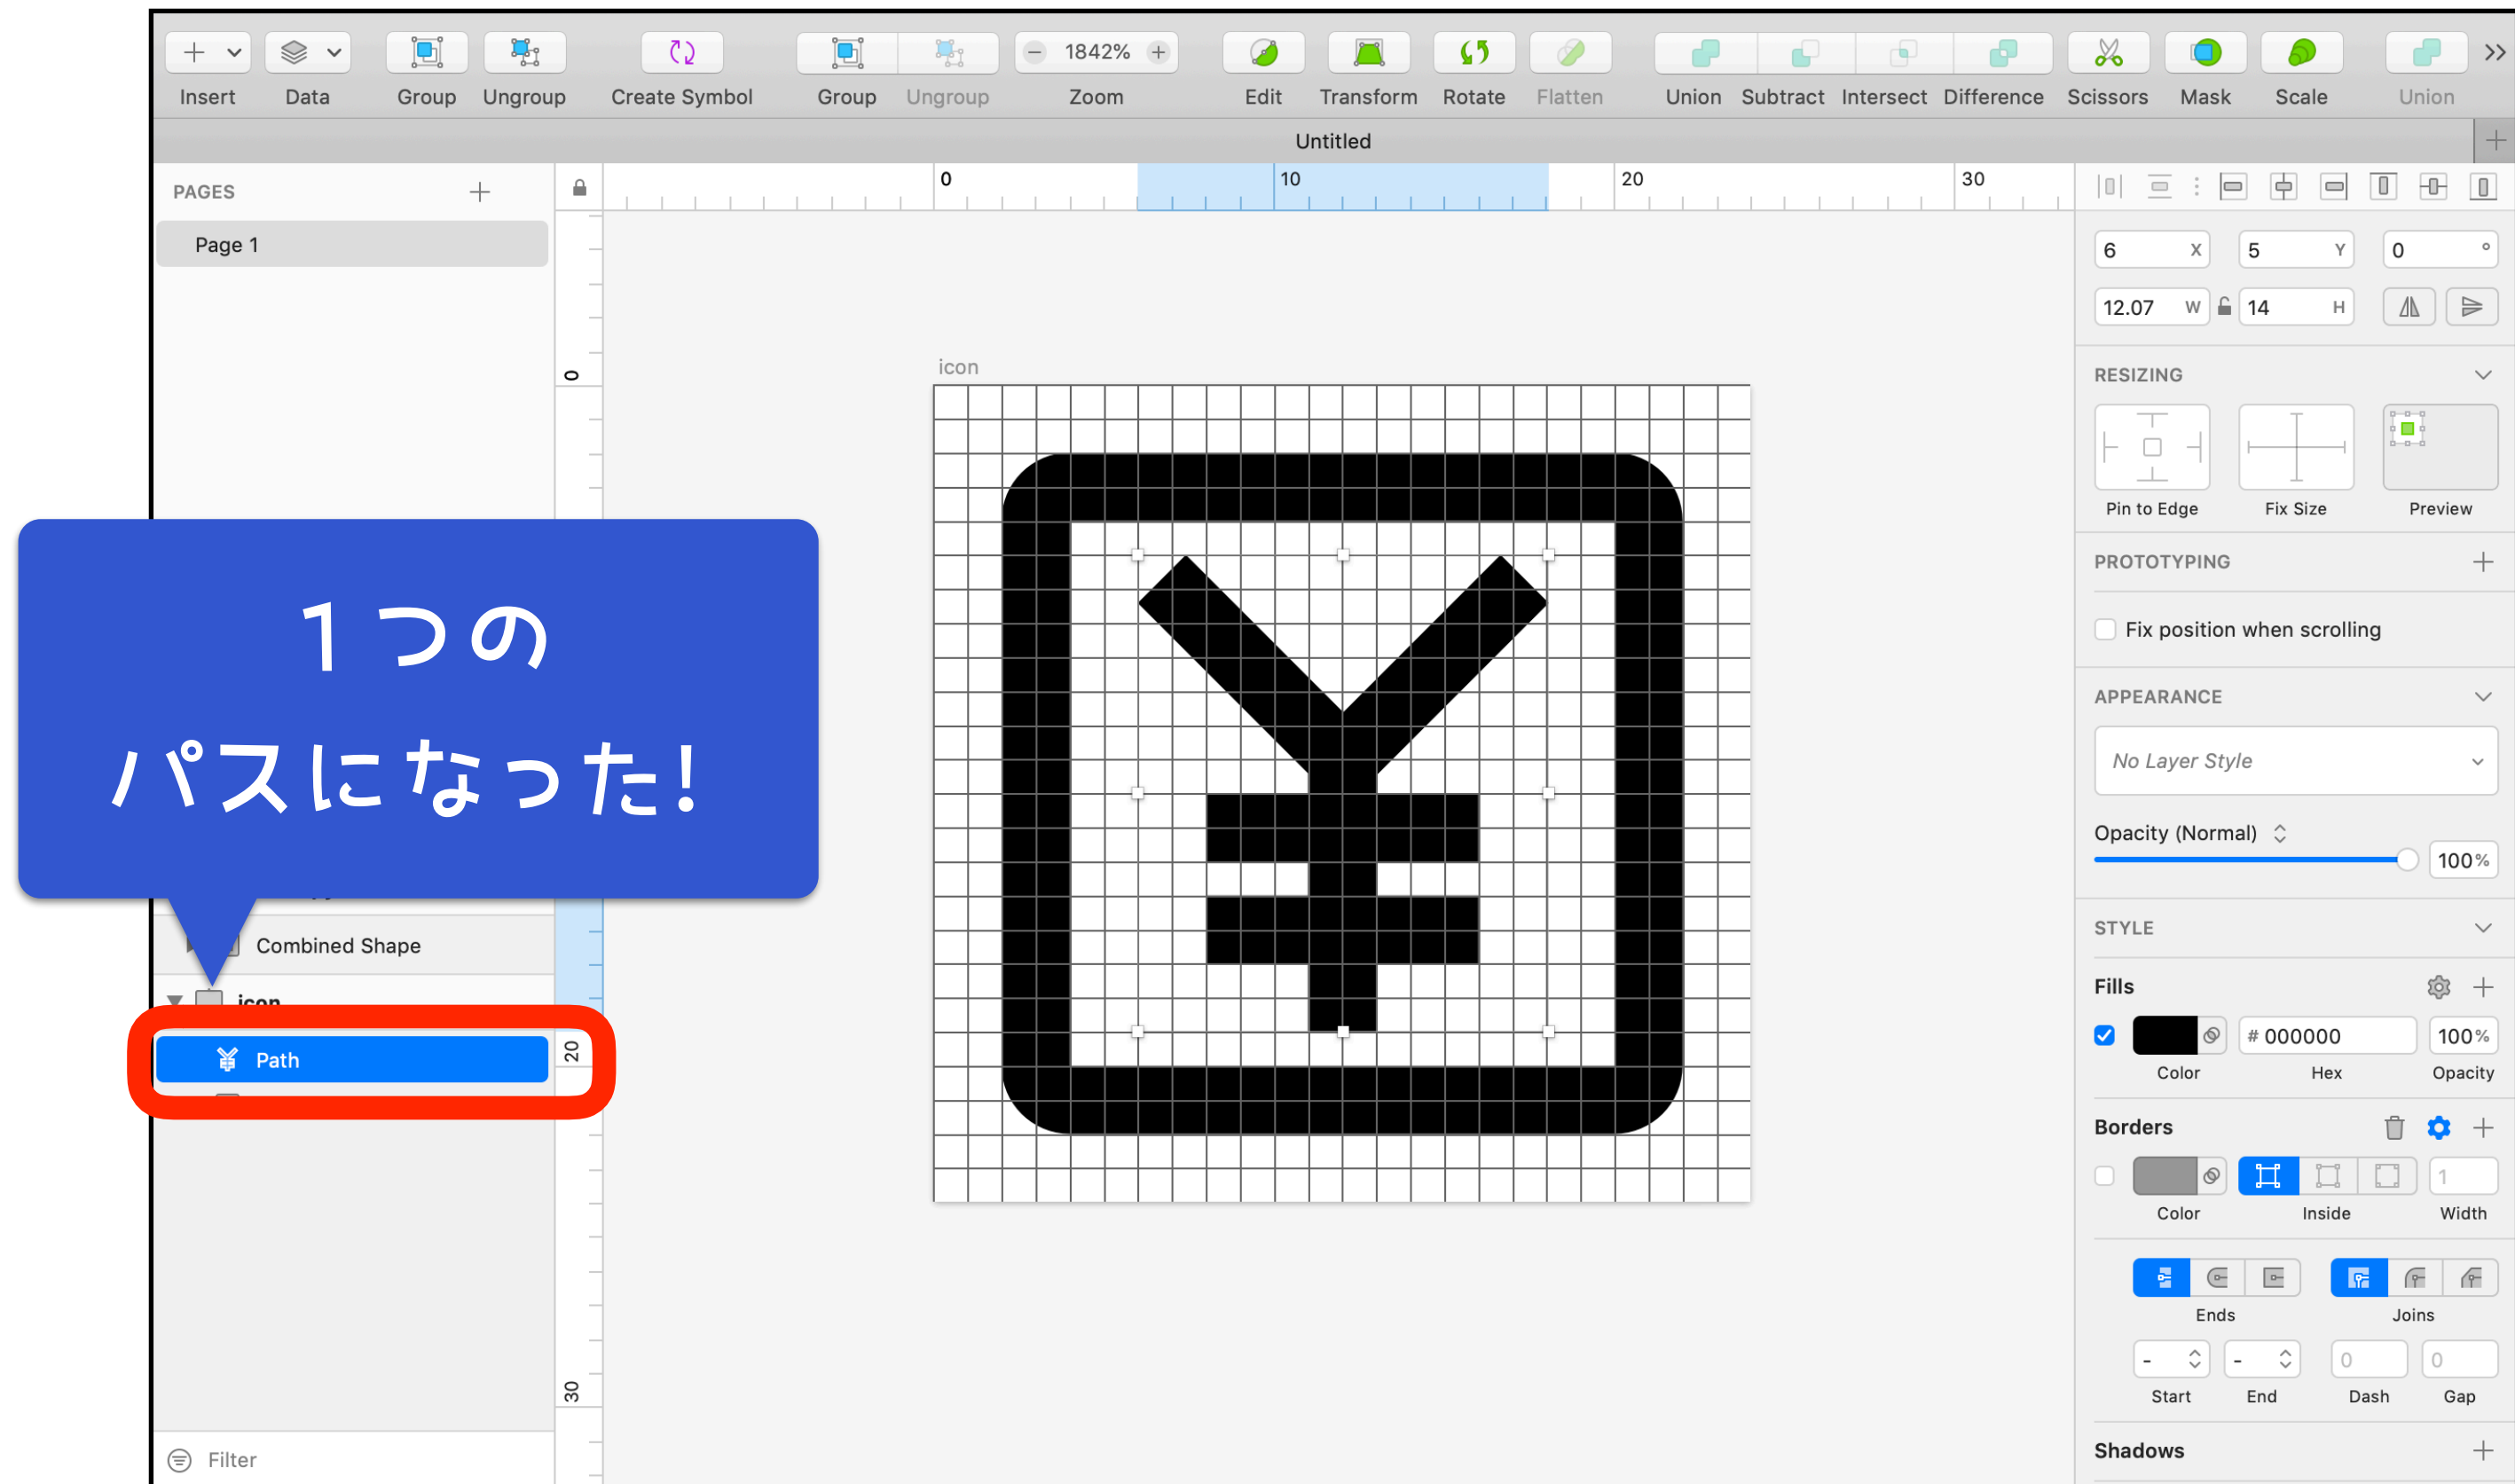 1842%
Insert Data Group Ungroup Create Symbol Group Ungroup Zoom Edit Transform Rotate Flatten Union Subtract Intersect Difference Scissors Mask Scale Union
Untitled
PAGES
Page 1
0 10 20 30
0
20
30
icon
1つの
パスになった!
Combined Shape
icon
Path
Filter
6 X 5 Y 0 °
12.07 W 14 H
RESIZING
Pin to Edge Fix Size Preview
PROTOTYPING
Fix position when scrolling
APPEARANCE
No Layer Style
Opacity (Normal)
100%
STYLE
Fills
# 000000 100%
Color Hex Opacity
Borders
1
Color Inside Width
Ends Joins
- - 0 0
Start End Dash Gap
Shadows